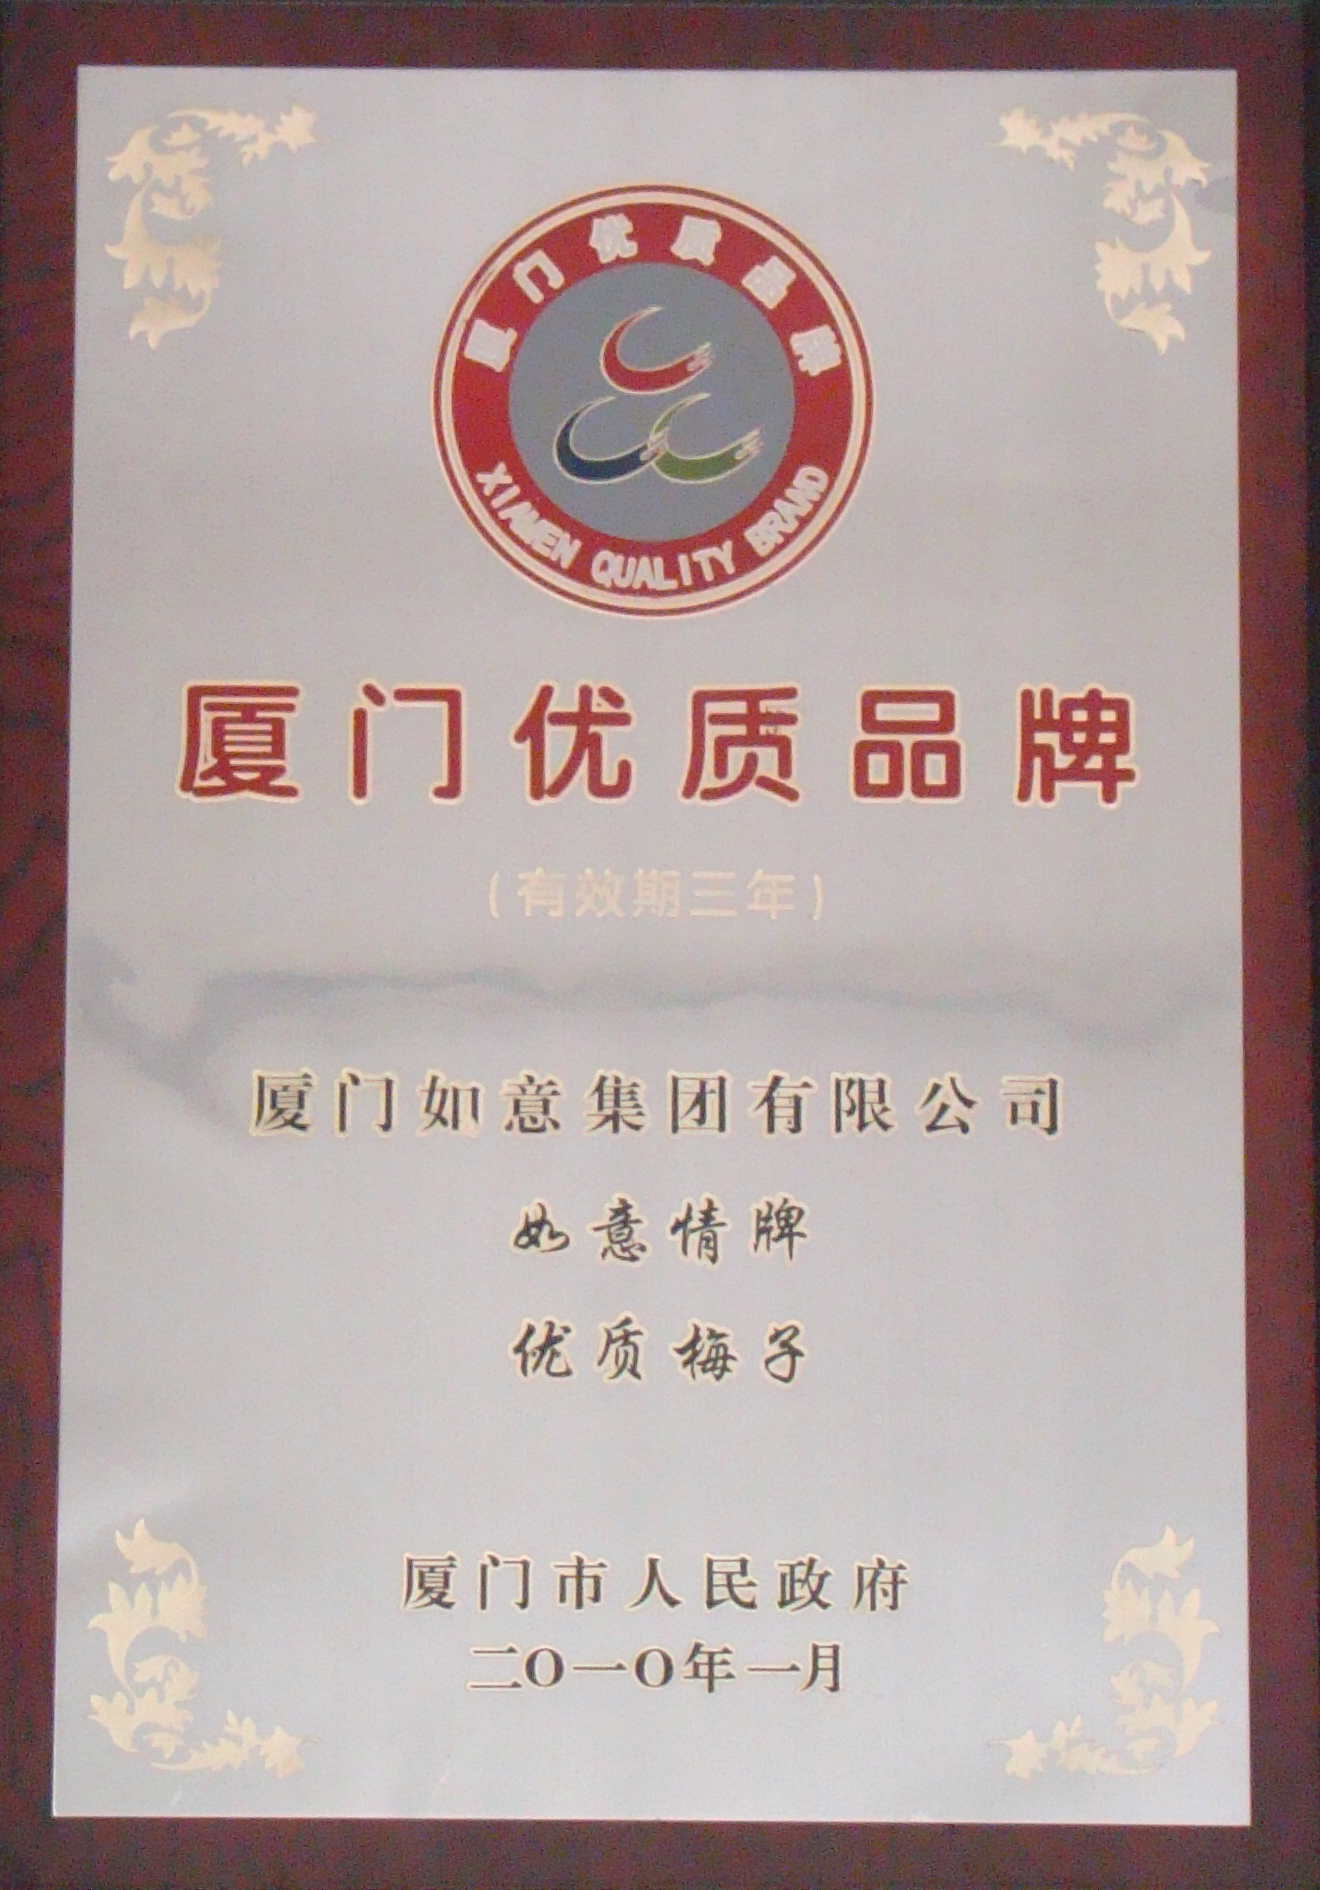 厦门优质品牌
XIAMEN QUALITY BRAND
厦门优质品牌
(有效期三年)
厦门如意集团有限公司
如意情牌
优质梅子
厦门市人民政府
二〇一〇年一月